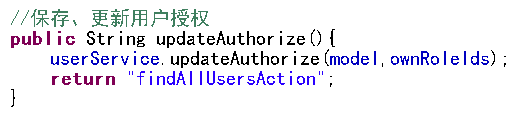 //保存、更新用户授权
public String updateAuthorize(){
    userService.updateAuthorize(model,ownRoleIds);
    return "findAllUsersAction";
}